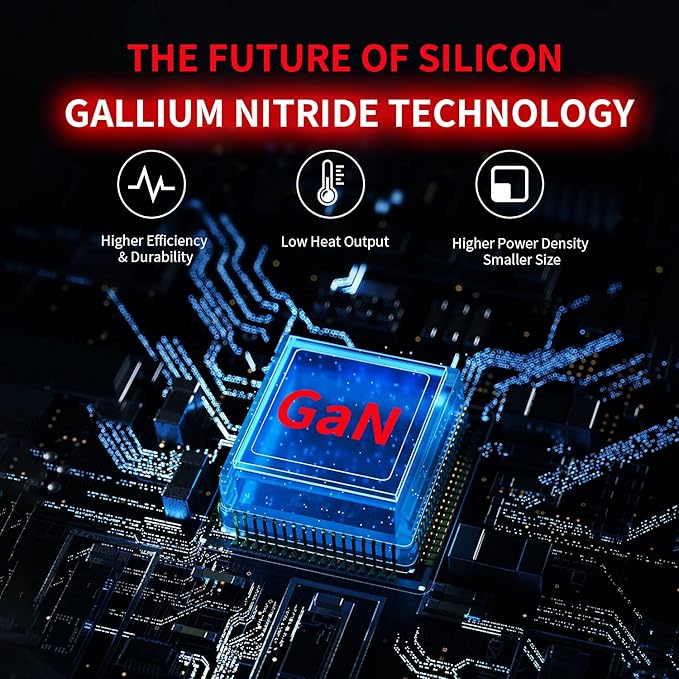 THE FUTURE OF SILICON
GALLIUM NITRIDE TECHNOLOGY
Higher Efficiency
& Durability
Low Heat Output
Higher Power Density
Smaller Size
GaN